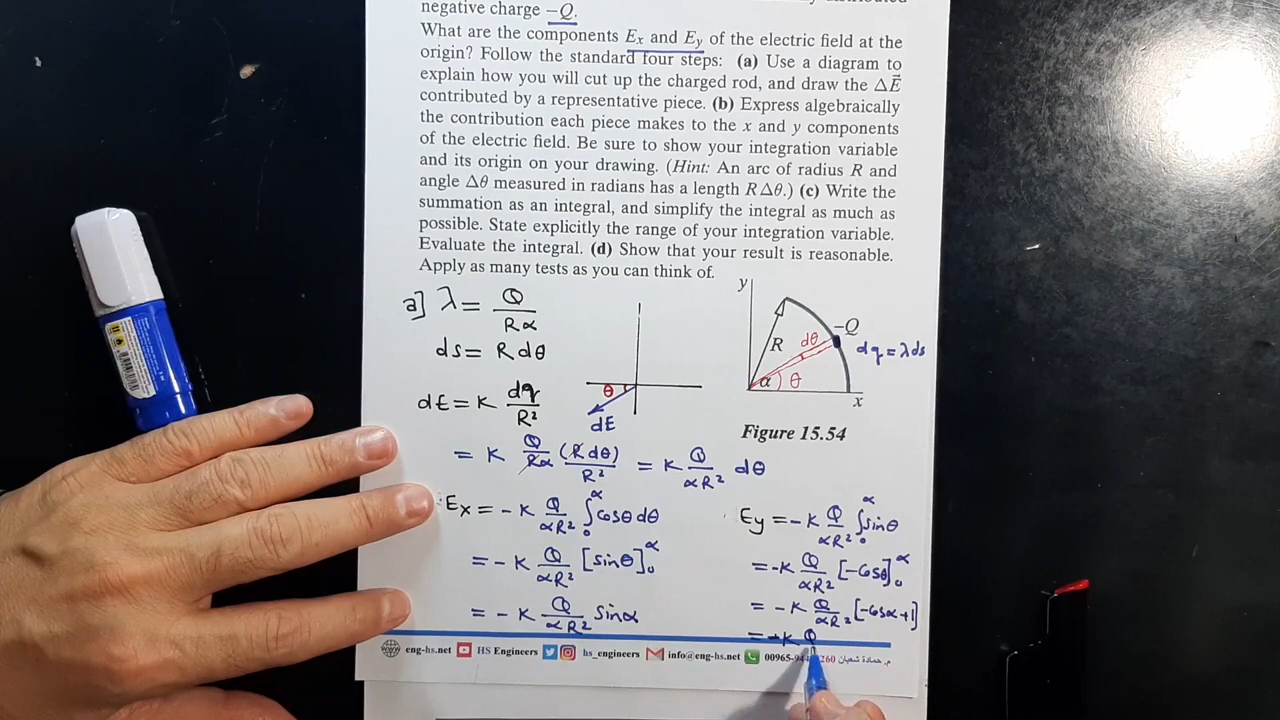 negative charge −Q.
What are the components Ex and Ey of the electric field at the
origin? Follow the standard four steps: (a) Use a diagram to
explain how you will cut up the charged rod, and draw the ΔE⃗
contributed by a representative piece. (b) Express algebraically
the contribution each piece makes to the x and y components
of the electric field. Be sure to show your integration variable
and its origin on your drawing. (Hint: An arc of radius R and
angle Δθ measured in radians has a length R Δθ.) (c) Write the
summation as an integral, and simplify the integral as much as
possible. State explicitly the range of your integration variable.
Evaluate the integral. (d) Show that your result is reasonable.
Apply as many tests as you can think of.
a] λ = Q / Rα
ds = R dθ
dE = K dq / R²
θ
dE
y
−Q
R
dθ
dq = λ ds
α
θ
x
Figure 15.54
= K Q / Rα (R dθ) / R² = K Q / αR² dθ
Ex = − K Q / αR² ∫₀^α Cosθ dθ
= − K Q / αR² [sinθ]₀^α
= − K Q / αR² Sinα
Ey = − K Q / αR² ∫₀^α sinθ
= −K Q / αR² [−Cosθ]₀^α
= − K Q / αR² [−Cosα+1]
= −K Q
eng-hs.net HS Engineers hs_engineers info@eng-hs.net
م. حمادة شعبان